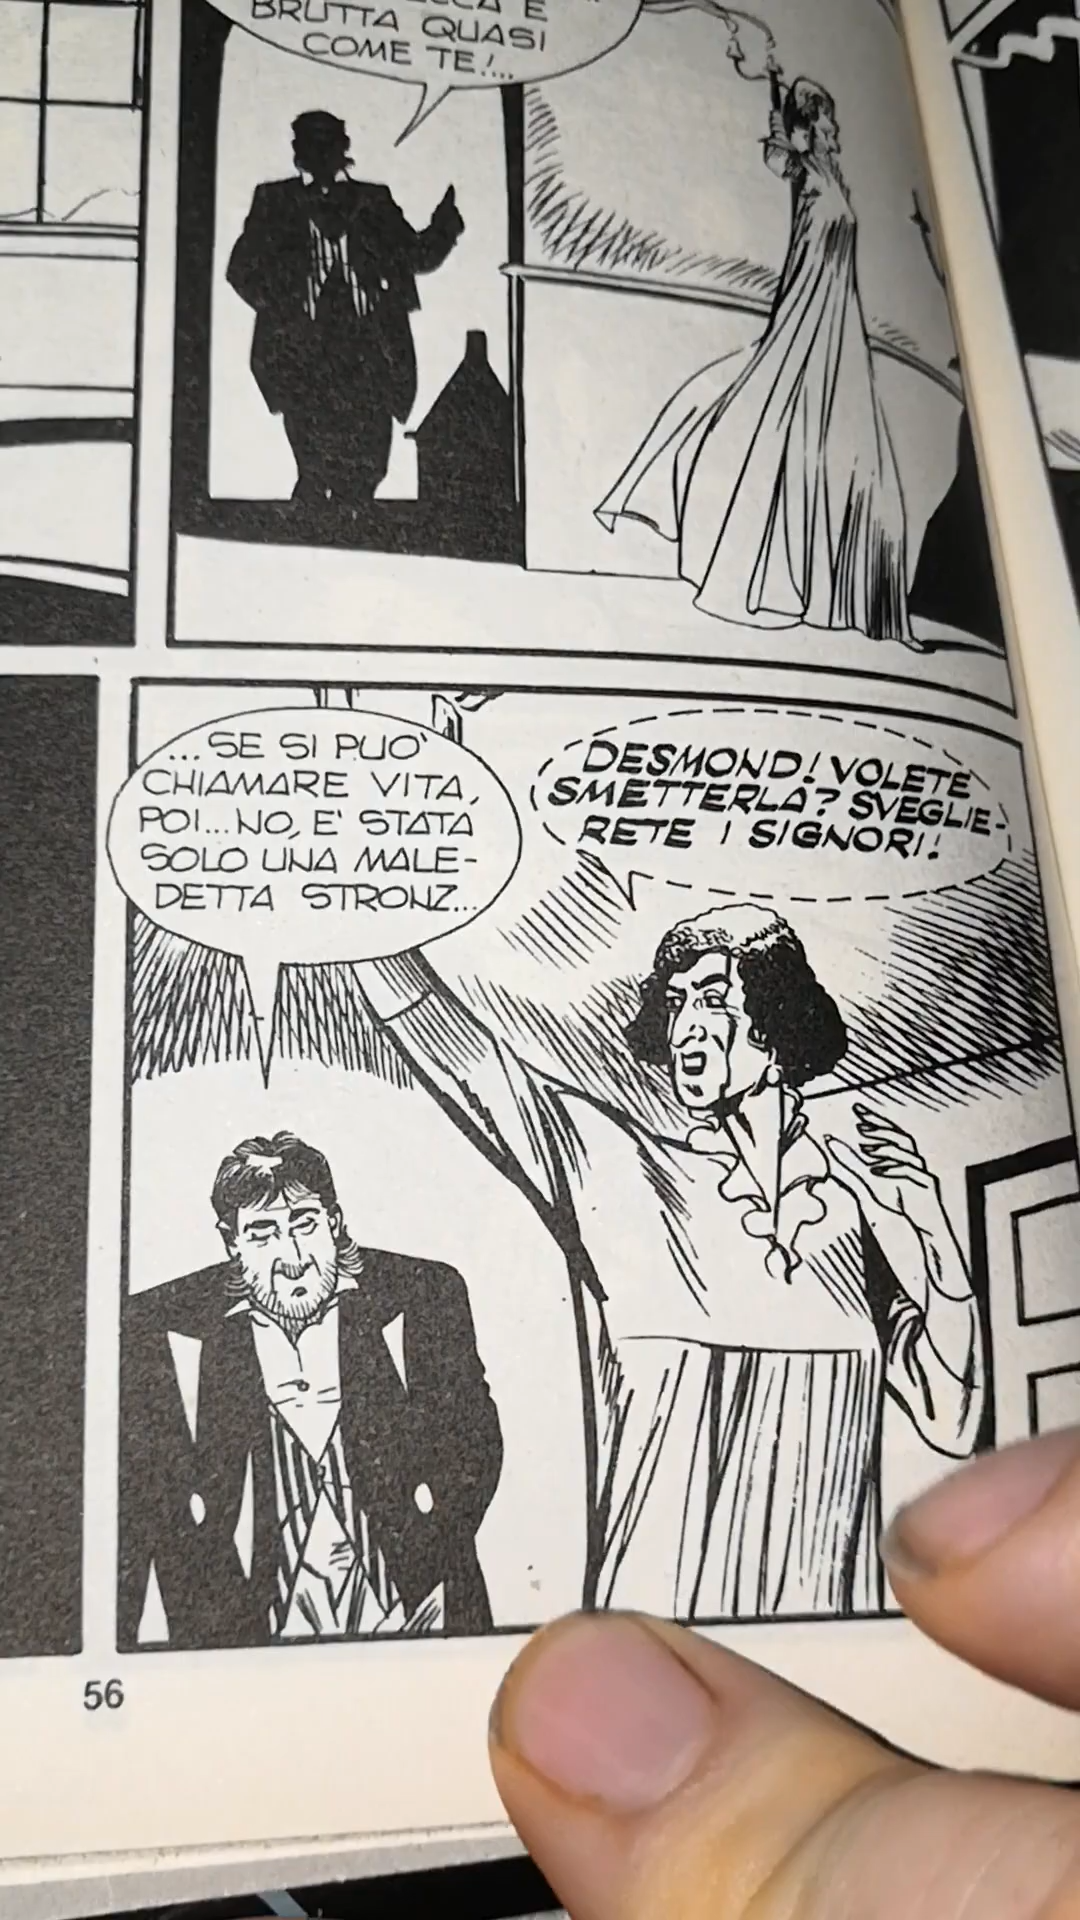 BRUTTA QUASI
COME TE!...
...SE SI PUO'
CHIAMARE VITA,
POI...NO, E' STATA
SOLO UNA MALE-
DETTA STRONZ...
DESMOND! VOLETE
SMETTERLA? SVEGLIE-
RETE I SIGNORI!
56